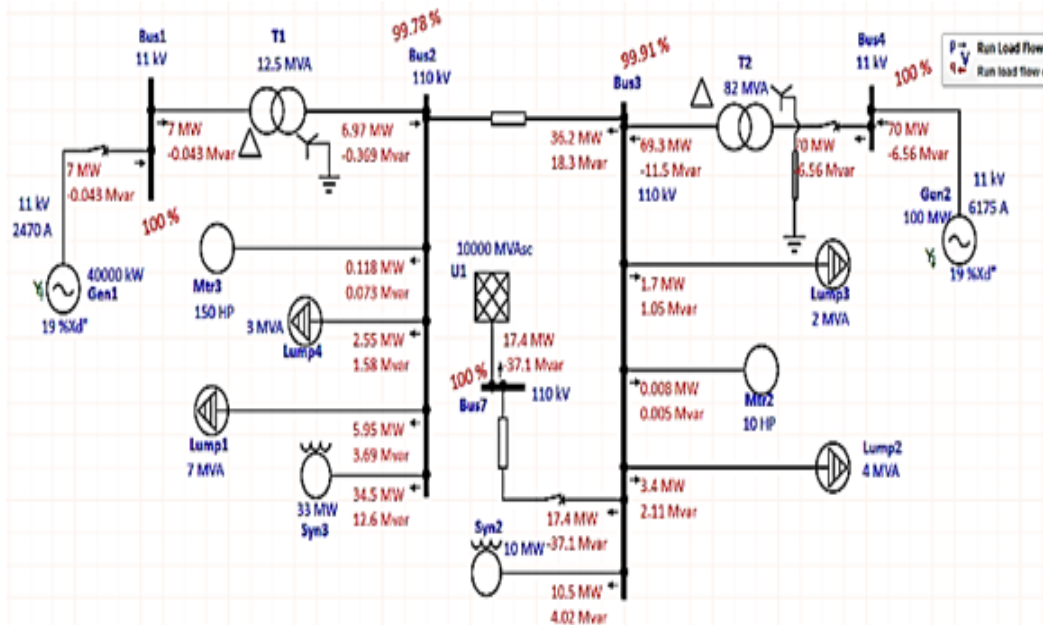 Bus1
11 kV
T1
12.5 MVA
99.78 %
Bus2
110 kV
99.91 %
Bus3
T2
82 MVA
Bus4
11 kV
100 %
Run Load Flow
Run load flow
7 MW
-0.043 Mvar
6.97 MW
-0.369 Mvar
36.2 MW
18.3 Mvar
69.3 MW
-11.5 Mvar
110 kV
70 MW
-6.56 Mvar
70 MW
-6.56 Mvar
7 MW
-0.043 Mvar
100 %
11 kV
2470 A
40000 kW
Gen1
19 %Xd"
Gen2
100 MW
11 kV
6175 A
19 %Xd"
Mtr3
150 HP
0.118 MW
0.073 Mvar
10000 MVAsc
U1
1.7 MW
1.05 Mvar
Lump3
2 MVA
3 MVA
Lump4
2.55 MW
1.58 Mvar
17.4 MW
-37.1 Mvar
100 %
Bus7
110 kV
0.008 MW
0.005 Mvar
Mtr2
10 HP
Lump1
7 MVA
5.95 MW
3.69 Mvar
34.5 MW
12.6 Mvar
33 MW
Syn3
3.4 MW
2.11 Mvar
Lump2
4 MVA
17.4 MW
-37.1 Mvar
Syn2
10 MW
10.5 MW
4.02 Mvar